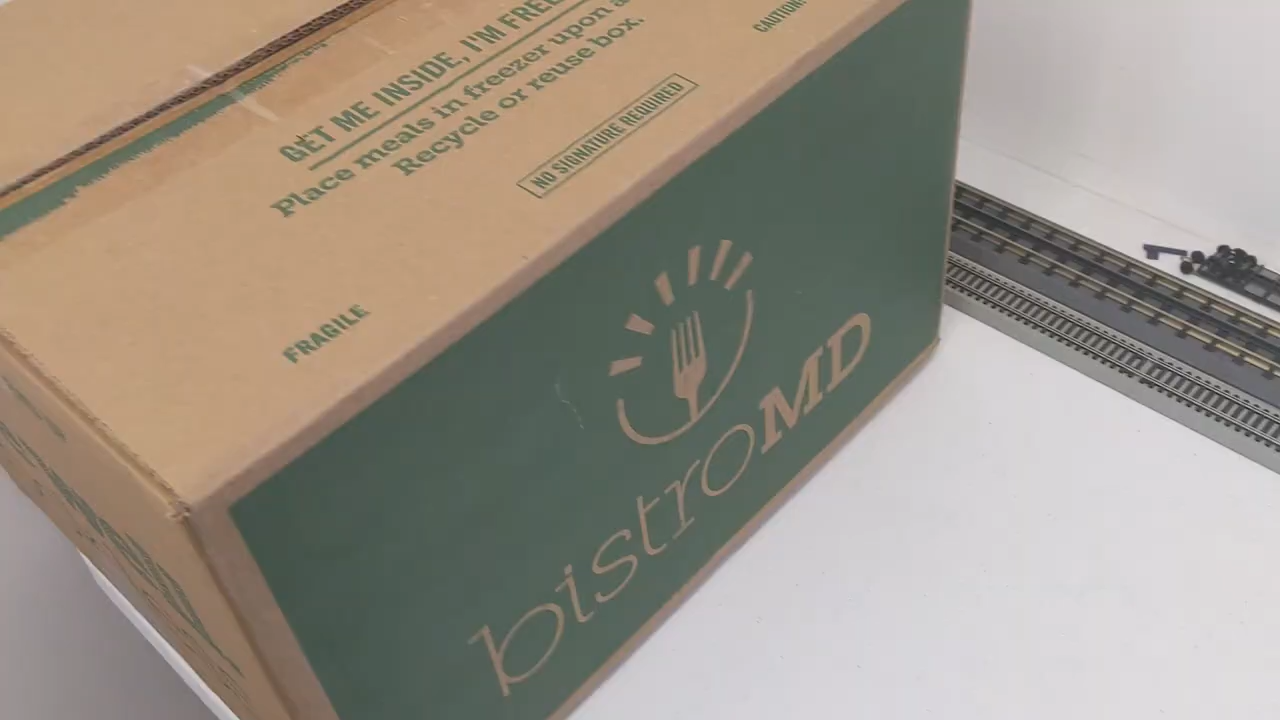 GET ME INSIDE, I'M
Place meals in freezer upon
Recycle or reuse box.
CAUTION:
NO SIGNATURE REQUIRED
FRAGILE
bistroMD